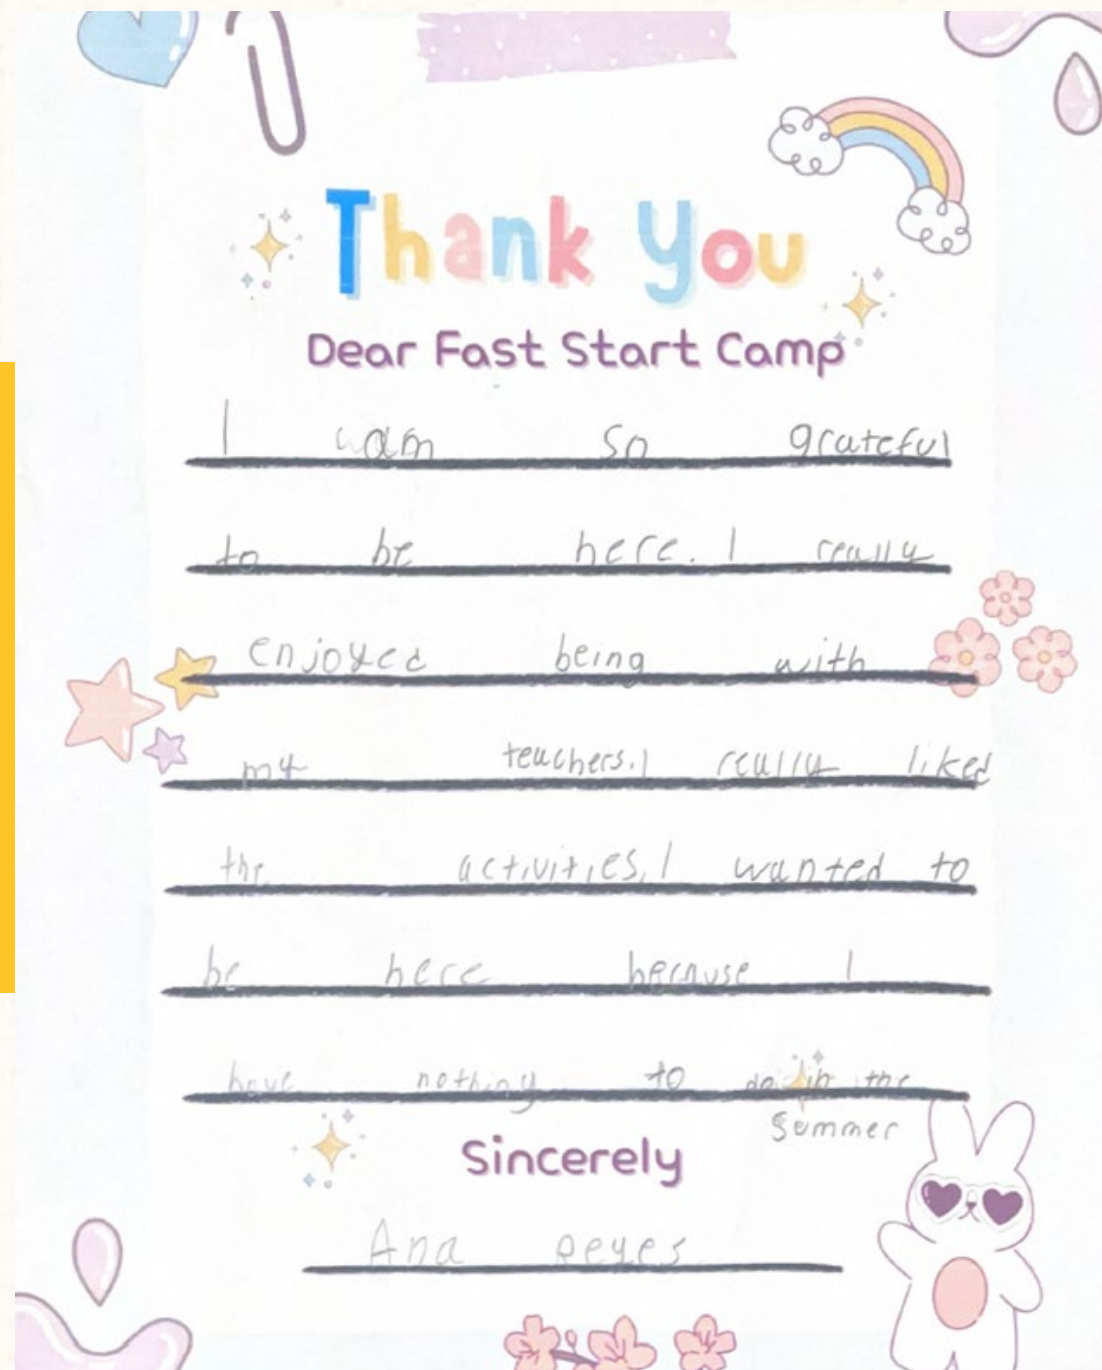 Thank You
Dear Fast Start Camp
I am so grateful
to be here. I really
enjoyed being with
my teachers. I really liked
the activities, I wanted to
be here because I
have nothing to do in the
summer
Sincerely
Ana Reyes